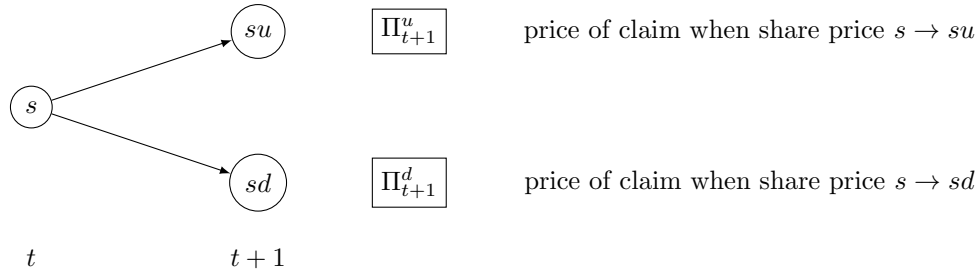 su Π^u_{t+1} price of claim when share price s → su
s
sd Π^d_{t+1} price of claim when share price s → sd
t t + 1